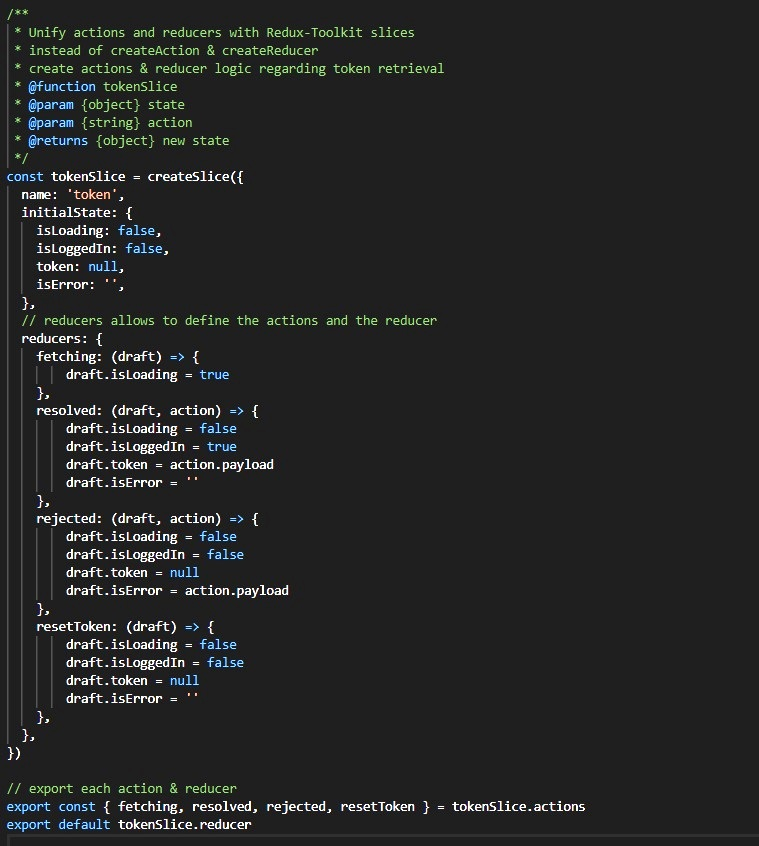 /**
 * Unify actions and reducers with Redux-Toolkit slices
 * instead of createAction & createReducer
 * create actions & reducer logic regarding token retrieval
 * @function tokenSlice
 * @param {object} state
 * @param {string} action
 * @returns {object} new state
 */
const tokenSlice = createSlice({
  name: 'token',
  initialState: {
    isLoading: false,
    isLoggedIn: false,
    token: null,
    isError: '',
  },
  // reducers allows to define the actions and the reducer
  reducers: {
    fetching: (draft) => {
        draft.isLoading = true
    },
    resolved: (draft, action) => {
        draft.isLoading = false
        draft.isLoggedIn = true
        draft.token = action.payload
        draft.isError = ''
    },
    rejected: (draft, action) => {
        draft.isLoading = false
        draft.isLoggedIn = false
        draft.token = null
        draft.isError = action.payload
    },
    resetToken: (draft) => {
        draft.isLoading = false
        draft.isLoggedIn = false
        draft.token = null
        draft.isError = ''
    },
  },
})

// export each action & reducer
export const { fetching, resolved, rejected, resetToken } = tokenSlice.actions
export default tokenSlice.reducer